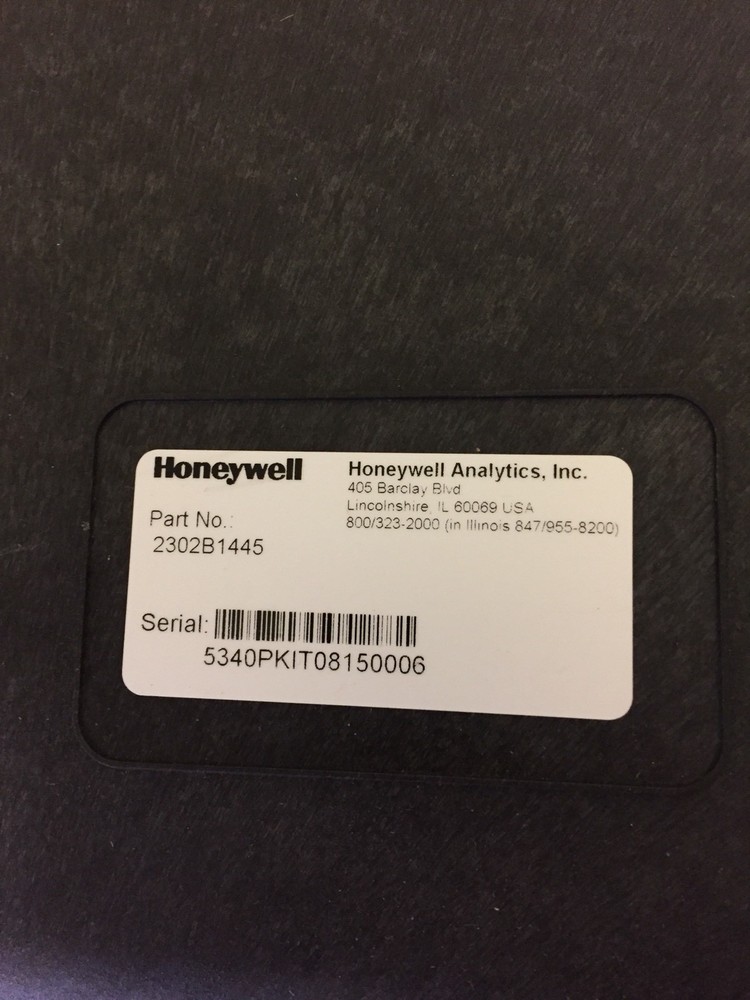 Honeywell
Honeywell Analytics, Inc.
405 Barclay Blvd
Lincolnshire, IL 60069 USA
800/323-2000 (in Illinois 847/955-8200)
Part No.:
2302B1445
Serial:
5340PKIT08150006